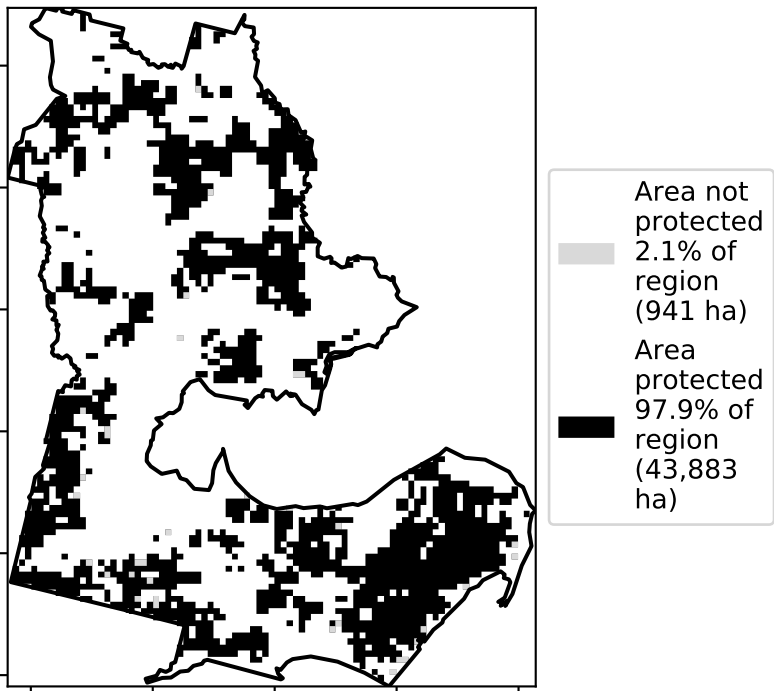 Area not
protected
2.1% of
region
(941 ha)
Area
protected
97.9% of
region
(43,883
ha)